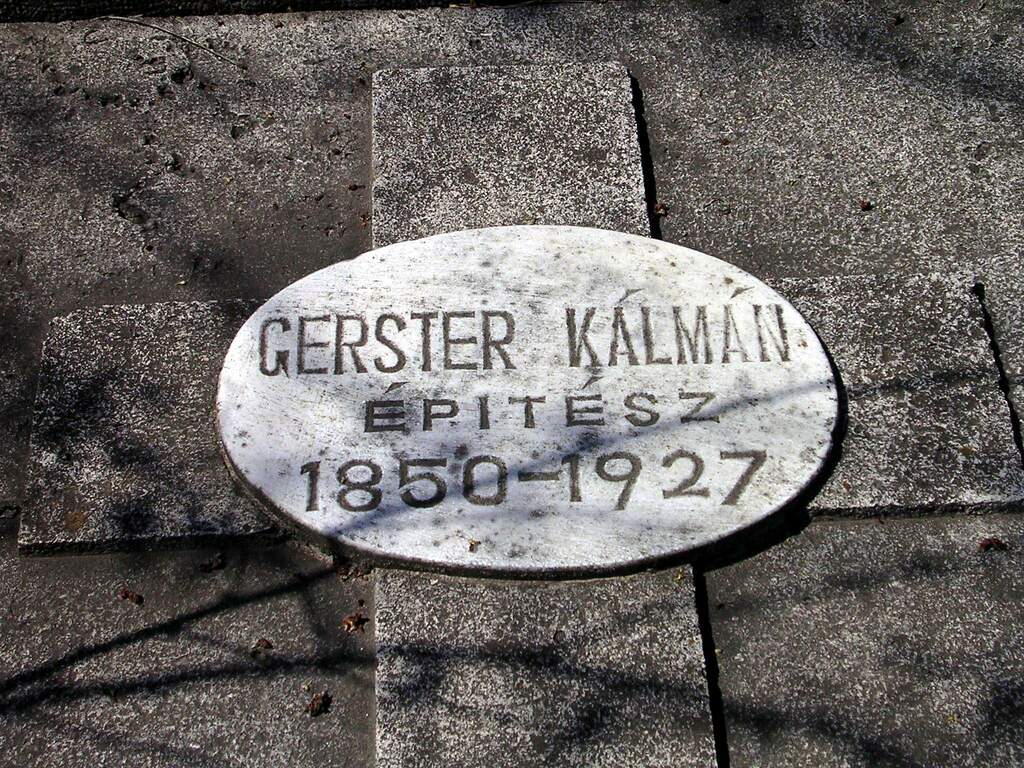 GERSTER KÁLMÁN
ÉPITÉSZ
1850-1927